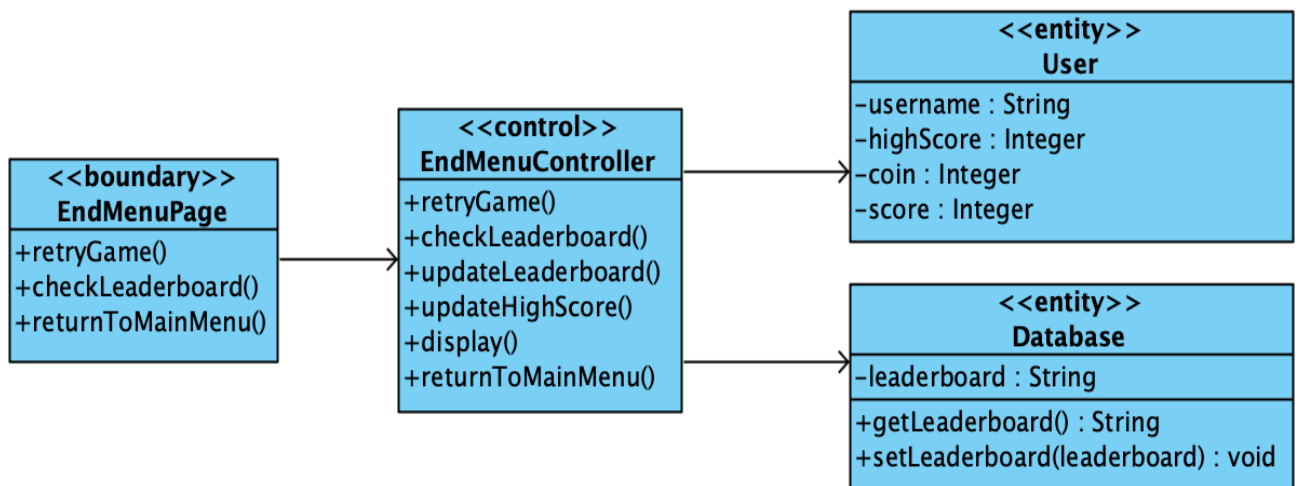 <<boundary>>
EndMenuPage
+retryGame()
+checkLeaderboard()
+returnToMainMenu()
<<control>>
EndMenuController
+retryGame()
+checkLeaderboard()
+updateLeaderboard()
+updateHighScore()
+display()
+returnToMainMenu()
<<entity>>
User
-username : String
-highScore : Integer
-coin : Integer
-score : Integer
<<entity>>
Database
-leaderboard : String
+getLeaderboard() : String
+setLeaderboard(leaderboard) : void